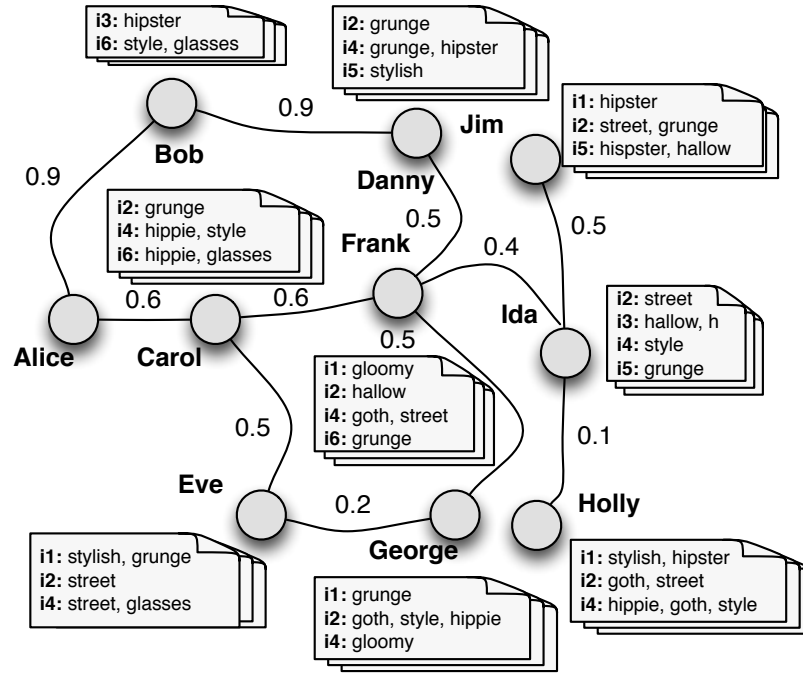 i3: hipster
i6: style, glasses
i2: grunge
i4: grunge, hipster
i5: stylish
i1: hipster
i2: street, grunge
i5: hispster, hallow
Jim
0.9
Bob
Danny
0.9
i2: grunge
i4: hippie, style
i6: hippie, glasses
0.5
0.5
Frank
0.4
0.6
0.6
Ida
i2: street
i3: hallow, h
i4: style
i5: grunge
Alice
Carol
0.5
i1: gloomy
i2: hallow
i4: goth, street
i6: grunge
0.5
0.1
Eve
0.2
George
Holly
i1: stylish, grunge
i2: street
i4: street, glasses
i1: grunge
i2: goth, style, hippie
i4: gloomy
i1: stylish, hipster
i2: goth, street
i4: hippie, goth, style